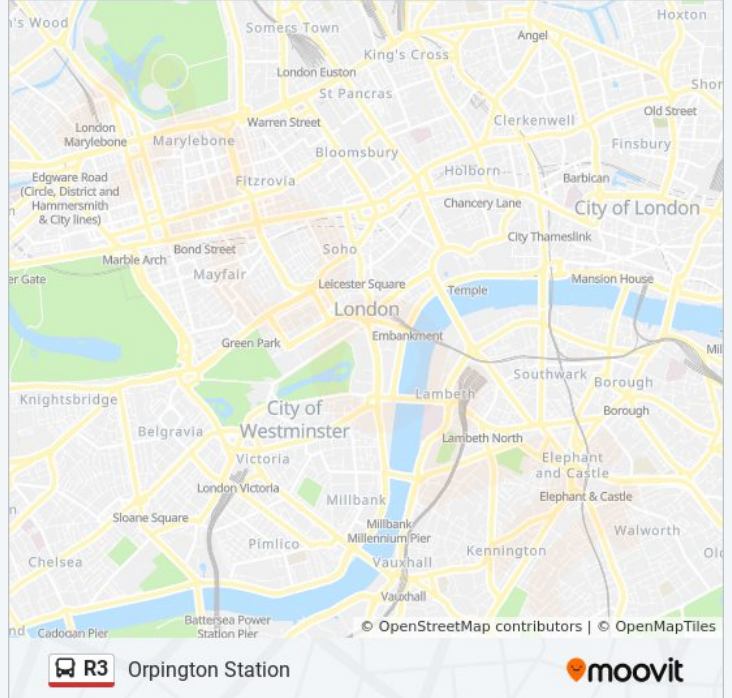 's Wood
Somers Town
Hoxton
King's Cross
Angel
London Euston
St Pancras
Shor
Old Street
Warren Street
Clerkenwell
London
Marylebone
Marylebone
Bloomsbury
Finsbury
Holborn
Edgware Road
(Circle, District and
Hammersmith
& City lines)
Fitzrovia
Barbican
n
Chancery Lane
City of London
City Thameslink
Soho
Bond Street
Marble Arch
er Gate
Mayfair
Leicester Square
Temple
Mansion House
London
Embankment
Green Park
Mil
Southwark
Borough
Knightsbridge
Lambeth
City of
Westminster
Borough
Belgravia
Lambeth North
Victoria
Elephant
and Castle
London Victoria
Elephant & Castle
Millbank
n
Sloane Square
Millbank
Millennium Pier
Walworth
Pimlico
Kennington
Olc
Chelsea
Vauxhall
Vauxhall
Battersea Power
Station Pier
nd
Cadogan Pier
© OpenStreetMap contributors | © OpenMapTiles
R3 Orpington Station
moovit